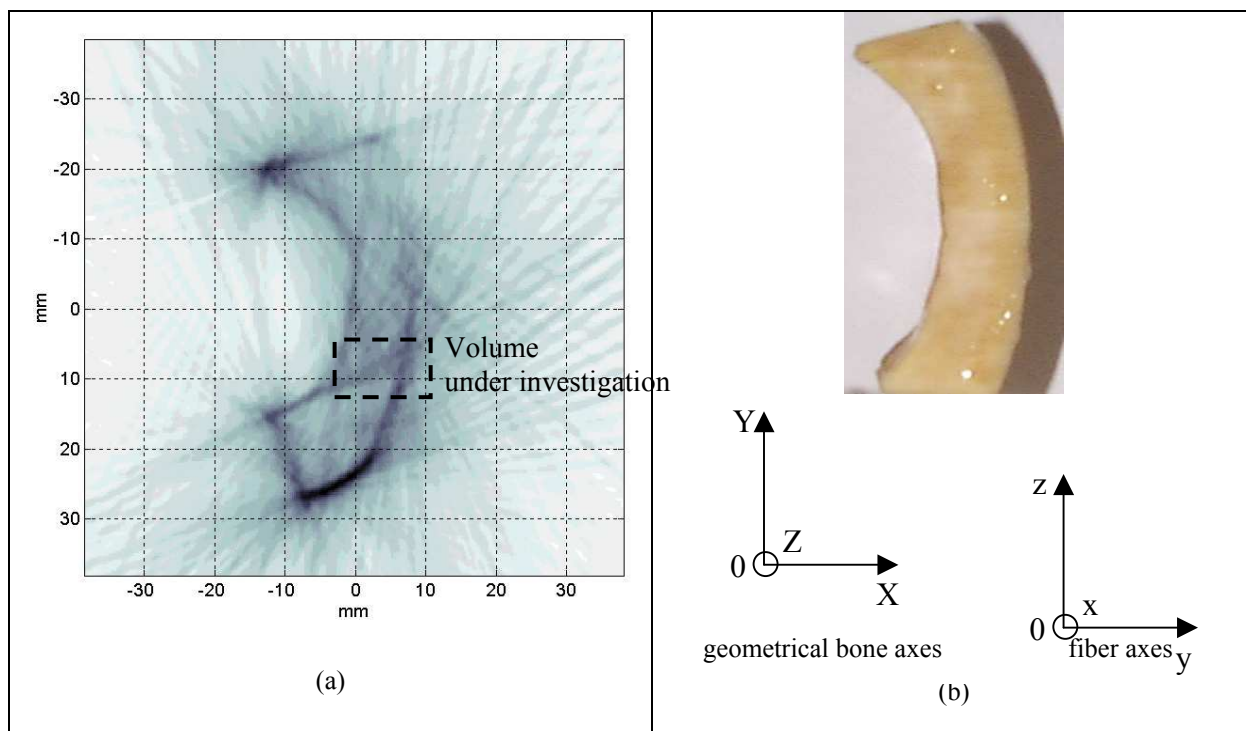 -30
-20
-10
0
10
20
30
mm
Volume
under investigation
-30 -20 -10 0 10 20 30
mm
(a)
Y
Z
0
X
geometrical bone axes
z
x
0
y
fiber axes
(b)